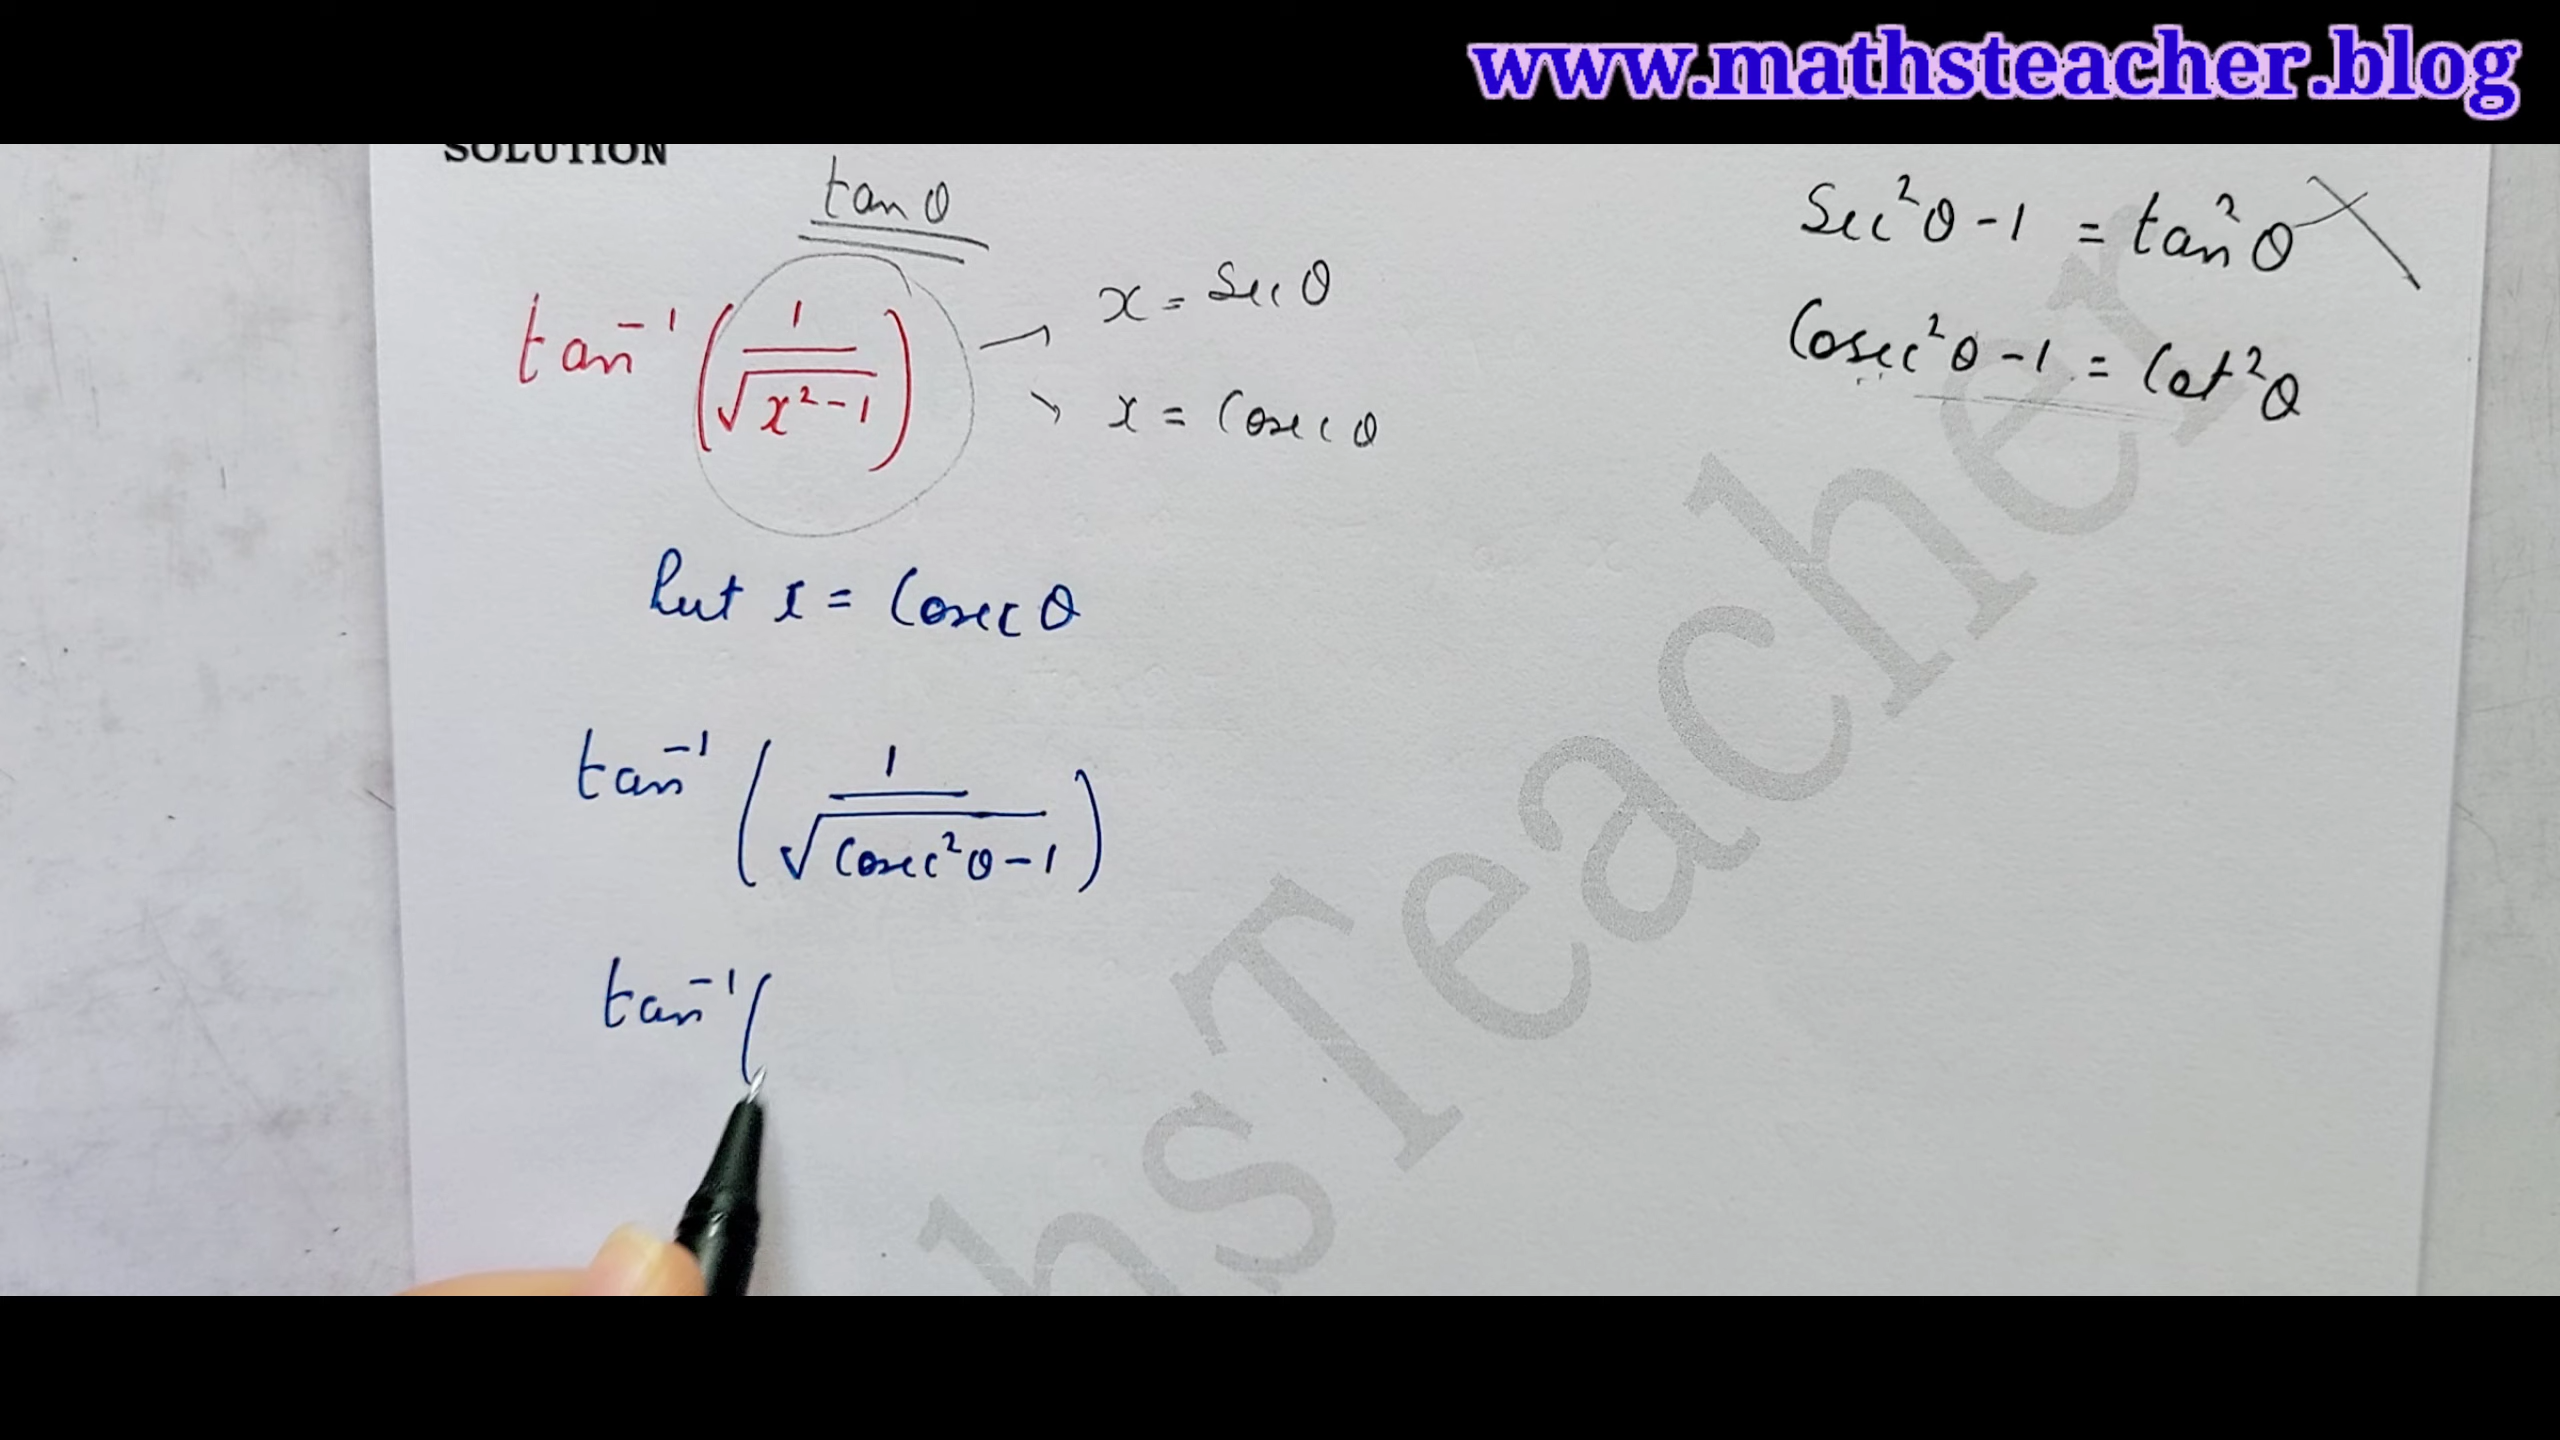 www.mathsteacher.blog
SOLUTION
tan θ
Sec²θ - 1 = tan²θ
x = Sec θ
tan⁻¹ (1/√(x² - 1))
Cosec²θ - 1 = Cot²θ
x = Cosec θ
Put x = Cosec θ
tan⁻¹ (1/√(Cosec²θ - 1))
tan⁻¹ (
hsTeacher